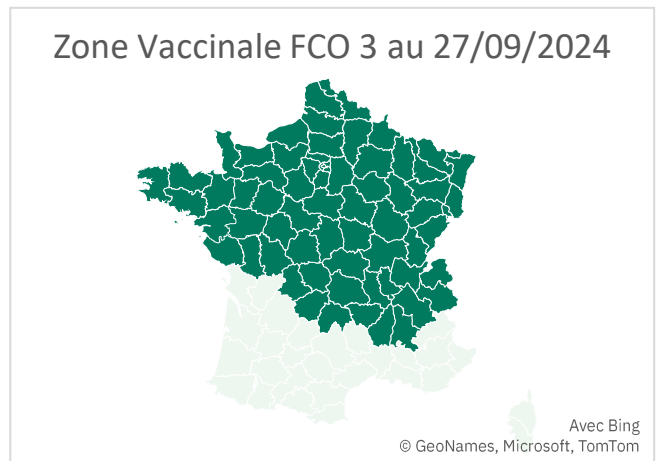 Zone Vaccinale FCO 3 au 27/09/2024
Avec Bing
© GeoNames, Microsoft, TomTom